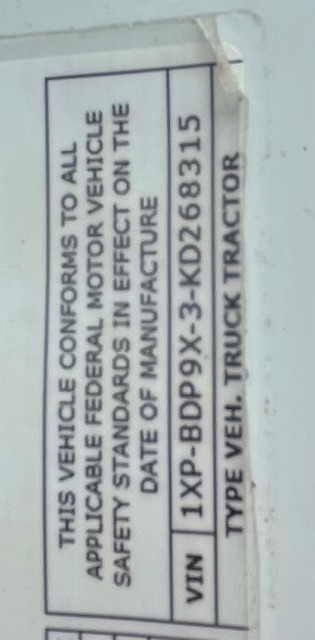 THIS VEHICLE CONFORMS TO ALL
APPLICABLE FEDERAL MOTOR VEHICLE
SAFETY STANDARDS IN EFFECT ON THE
DATE OF MANUFACTURE
VIN 1XP-BDP9X-3-KD268315
TYPE VEH. TRUCK TRACTOR